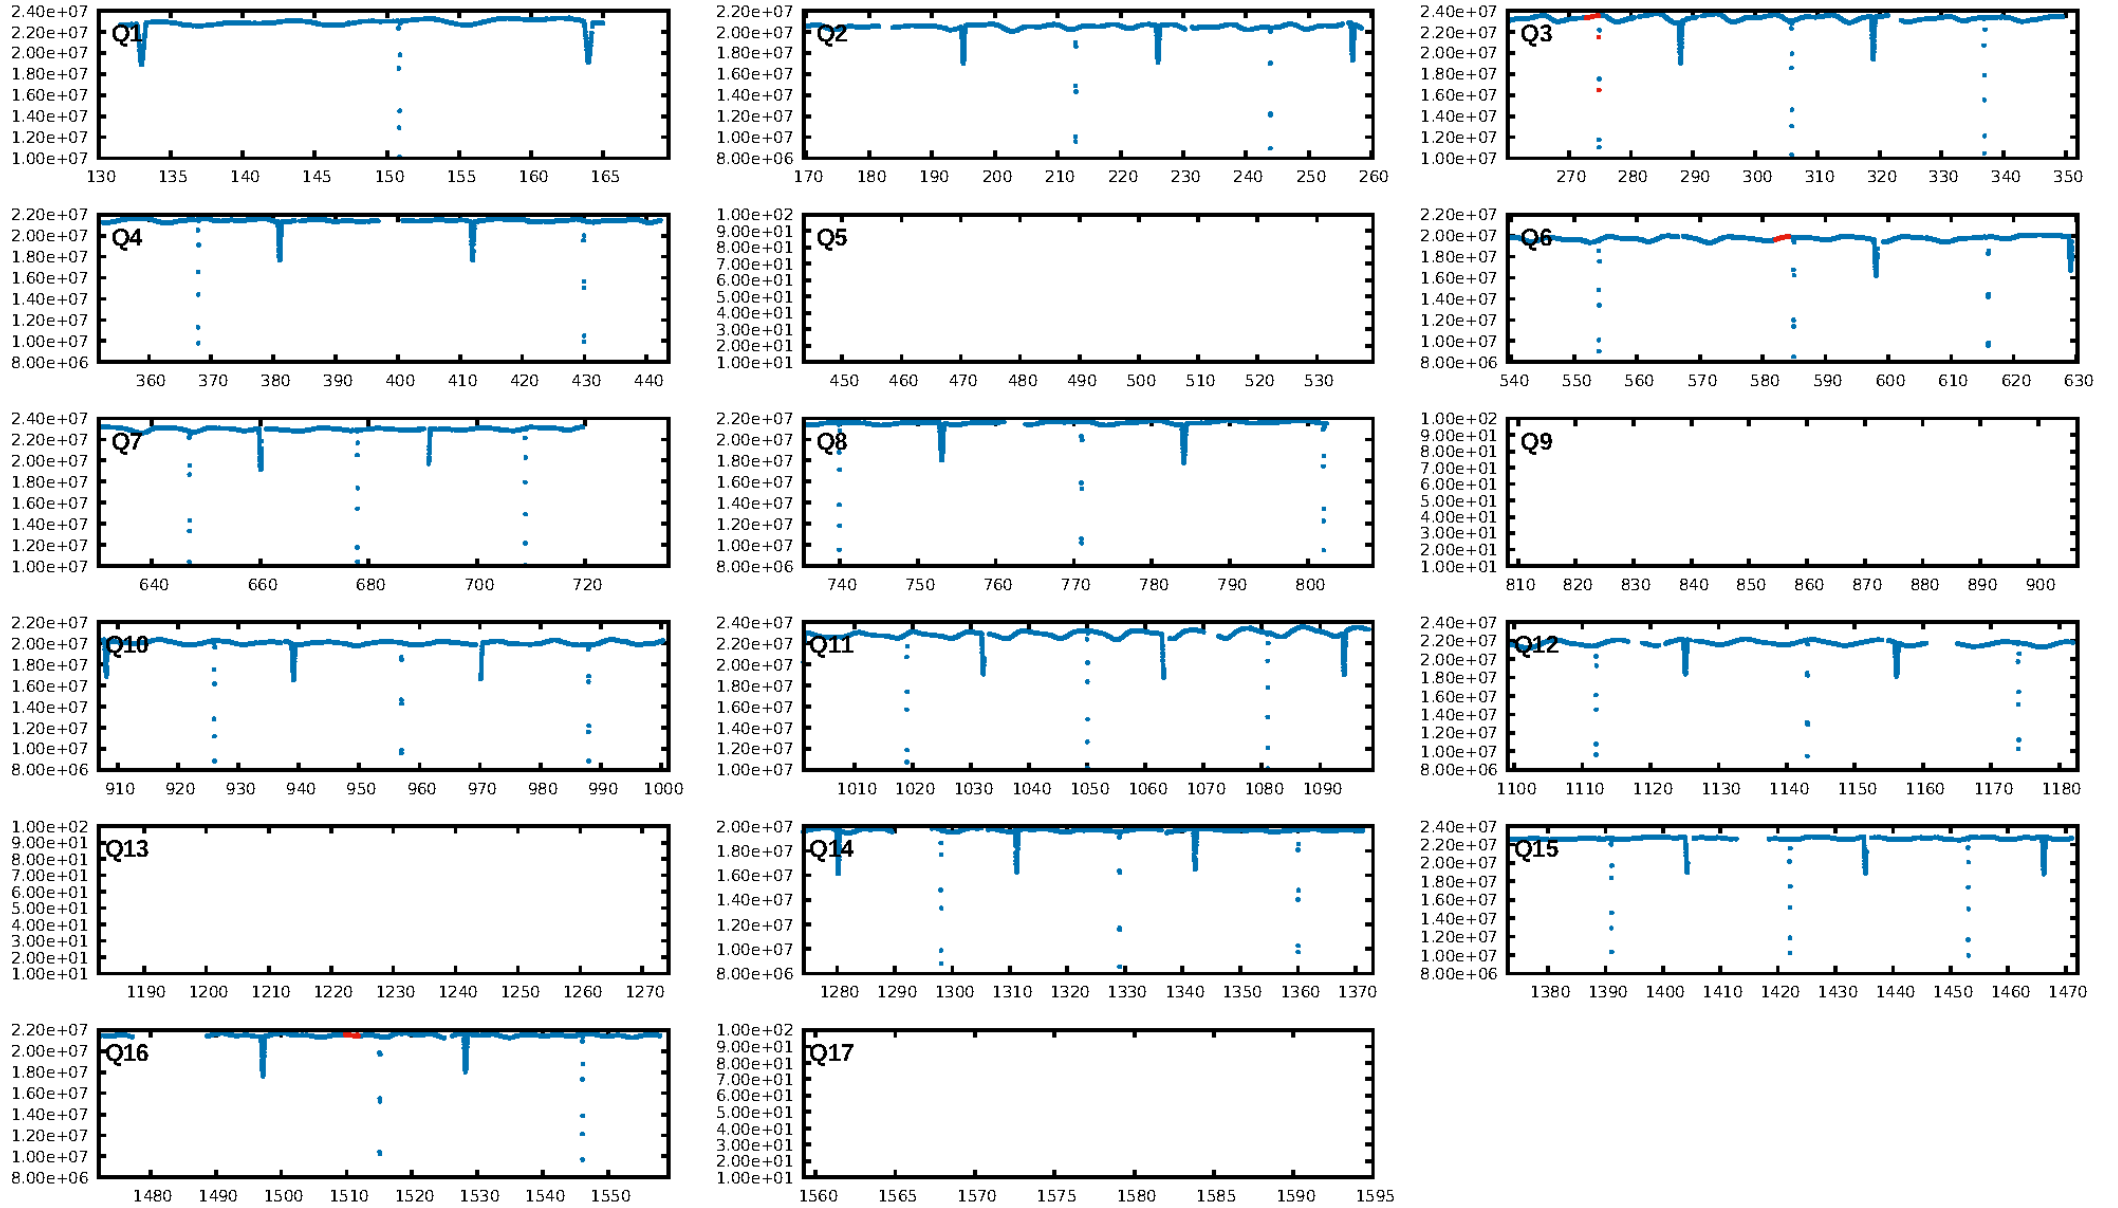 2.40e+07
2.20e+07
2.00e+07
1.80e+07
1.60e+07
1.40e+07
1.20e+07
1.00e+07
Q1
130 135 140 145 150 155 160 165
2.20e+07
2.00e+07
1.80e+07
1.60e+07
1.40e+07
1.20e+07
1.00e+07
8.00e+06
Q2
170 180 190 200 210 220 230 240 250 260
2.40e+07
2.20e+07
2.00e+07
1.80e+07
1.60e+07
1.40e+07
1.20e+07
1.00e+07
Q3
270 280 290 300 310 320 330 340 350
2.20e+07
2.00e+07
1.80e+07
1.60e+07
1.40e+07
1.20e+07
1.00e+07
8.00e+06
Q4
360 370 380 390 400 410 420 430 440
1.00e+02
9.00e+01
8.00e+01
7.00e+01
6.00e+01
5.00e+01
4.00e+01
3.00e+01
2.00e+01
1.00e+01
Q5
450 460 470 480 490 500 510 520 530
2.20e+07
2.00e+07
1.80e+07
1.60e+07
1.40e+07
1.20e+07
1.00e+07
8.00e+06
Q6
540 550 560 570 580 590 600 610 620 630
2.40e+07
2.20e+07
2.00e+07
1.80e+07
1.60e+07
1.40e+07
1.20e+07
1.00e+07
Q7
640 660 680 700 720
2.20e+07
2.00e+07
1.80e+07
1.60e+07
1.40e+07
1.20e+07
1.00e+07
8.00e+06
Q8
740 750 760 770 780 790 800
1.00e+02
9.00e+01
8.00e+01
7.00e+01
6.00e+01
5.00e+01
4.00e+01
3.00e+01
2.00e+01
1.00e+01
Q9
810 820 830 840 850 860 870 880 890 900
2.20e+07
2.00e+07
1.80e+07
1.60e+07
1.40e+07
1.20e+07
1.00e+07
8.00e+06
Q10
910 920 930 940 950 960 970 980 990 1000
2.40e+07
2.20e+07
2.00e+07
1.80e+07
1.60e+07
1.40e+07
1.20e+07
1.00e+07
Q11
1010 1020 1030 1040 1050 1060 1070 1080 1090
2.40e+07
2.20e+07
2.00e+07
1.80e+07
1.60e+07
1.40e+07
1.20e+07
1.00e+07
8.00e+06
Q12
1100 1110 1120 1130 1140 1150 1160 1170 1180
1.00e+02
9.00e+01
8.00e+01
7.00e+01
6.00e+01
5.00e+01
4.00e+01
3.00e+01
2.00e+01
1.00e+01
Q13
1190 1200 1210 1220 1230 1240 1250 1260 1270
2.00e+07
1.80e+07
1.60e+07
1.40e+07
1.20e+07
1.00e+07
8.00e+06
Q14
1280 1290 1300 1310 1320 1330 1340 1350 1360 1370
2.40e+07
2.20e+07
2.00e+07
1.80e+07
1.60e+07
1.40e+07
1.20e+07
1.00e+07
8.00e+06
Q15
1380 1390 1400 1410 1420 1430 1440 1450 1460 1470
2.20e+07
2.00e+07
1.80e+07
1.60e+07
1.40e+07
1.20e+07
1.00e+07
8.00e+06
Q16
1480 1490 1500 1510 1520 1530 1540 1550
1.00e+02
9.00e+01
8.00e+01
7.00e+01
6.00e+01
5.00e+01
4.00e+01
3.00e+01
2.00e+01
1.00e+01
Q17
1560 1565 1570 1575 1580 1585 1590 1595